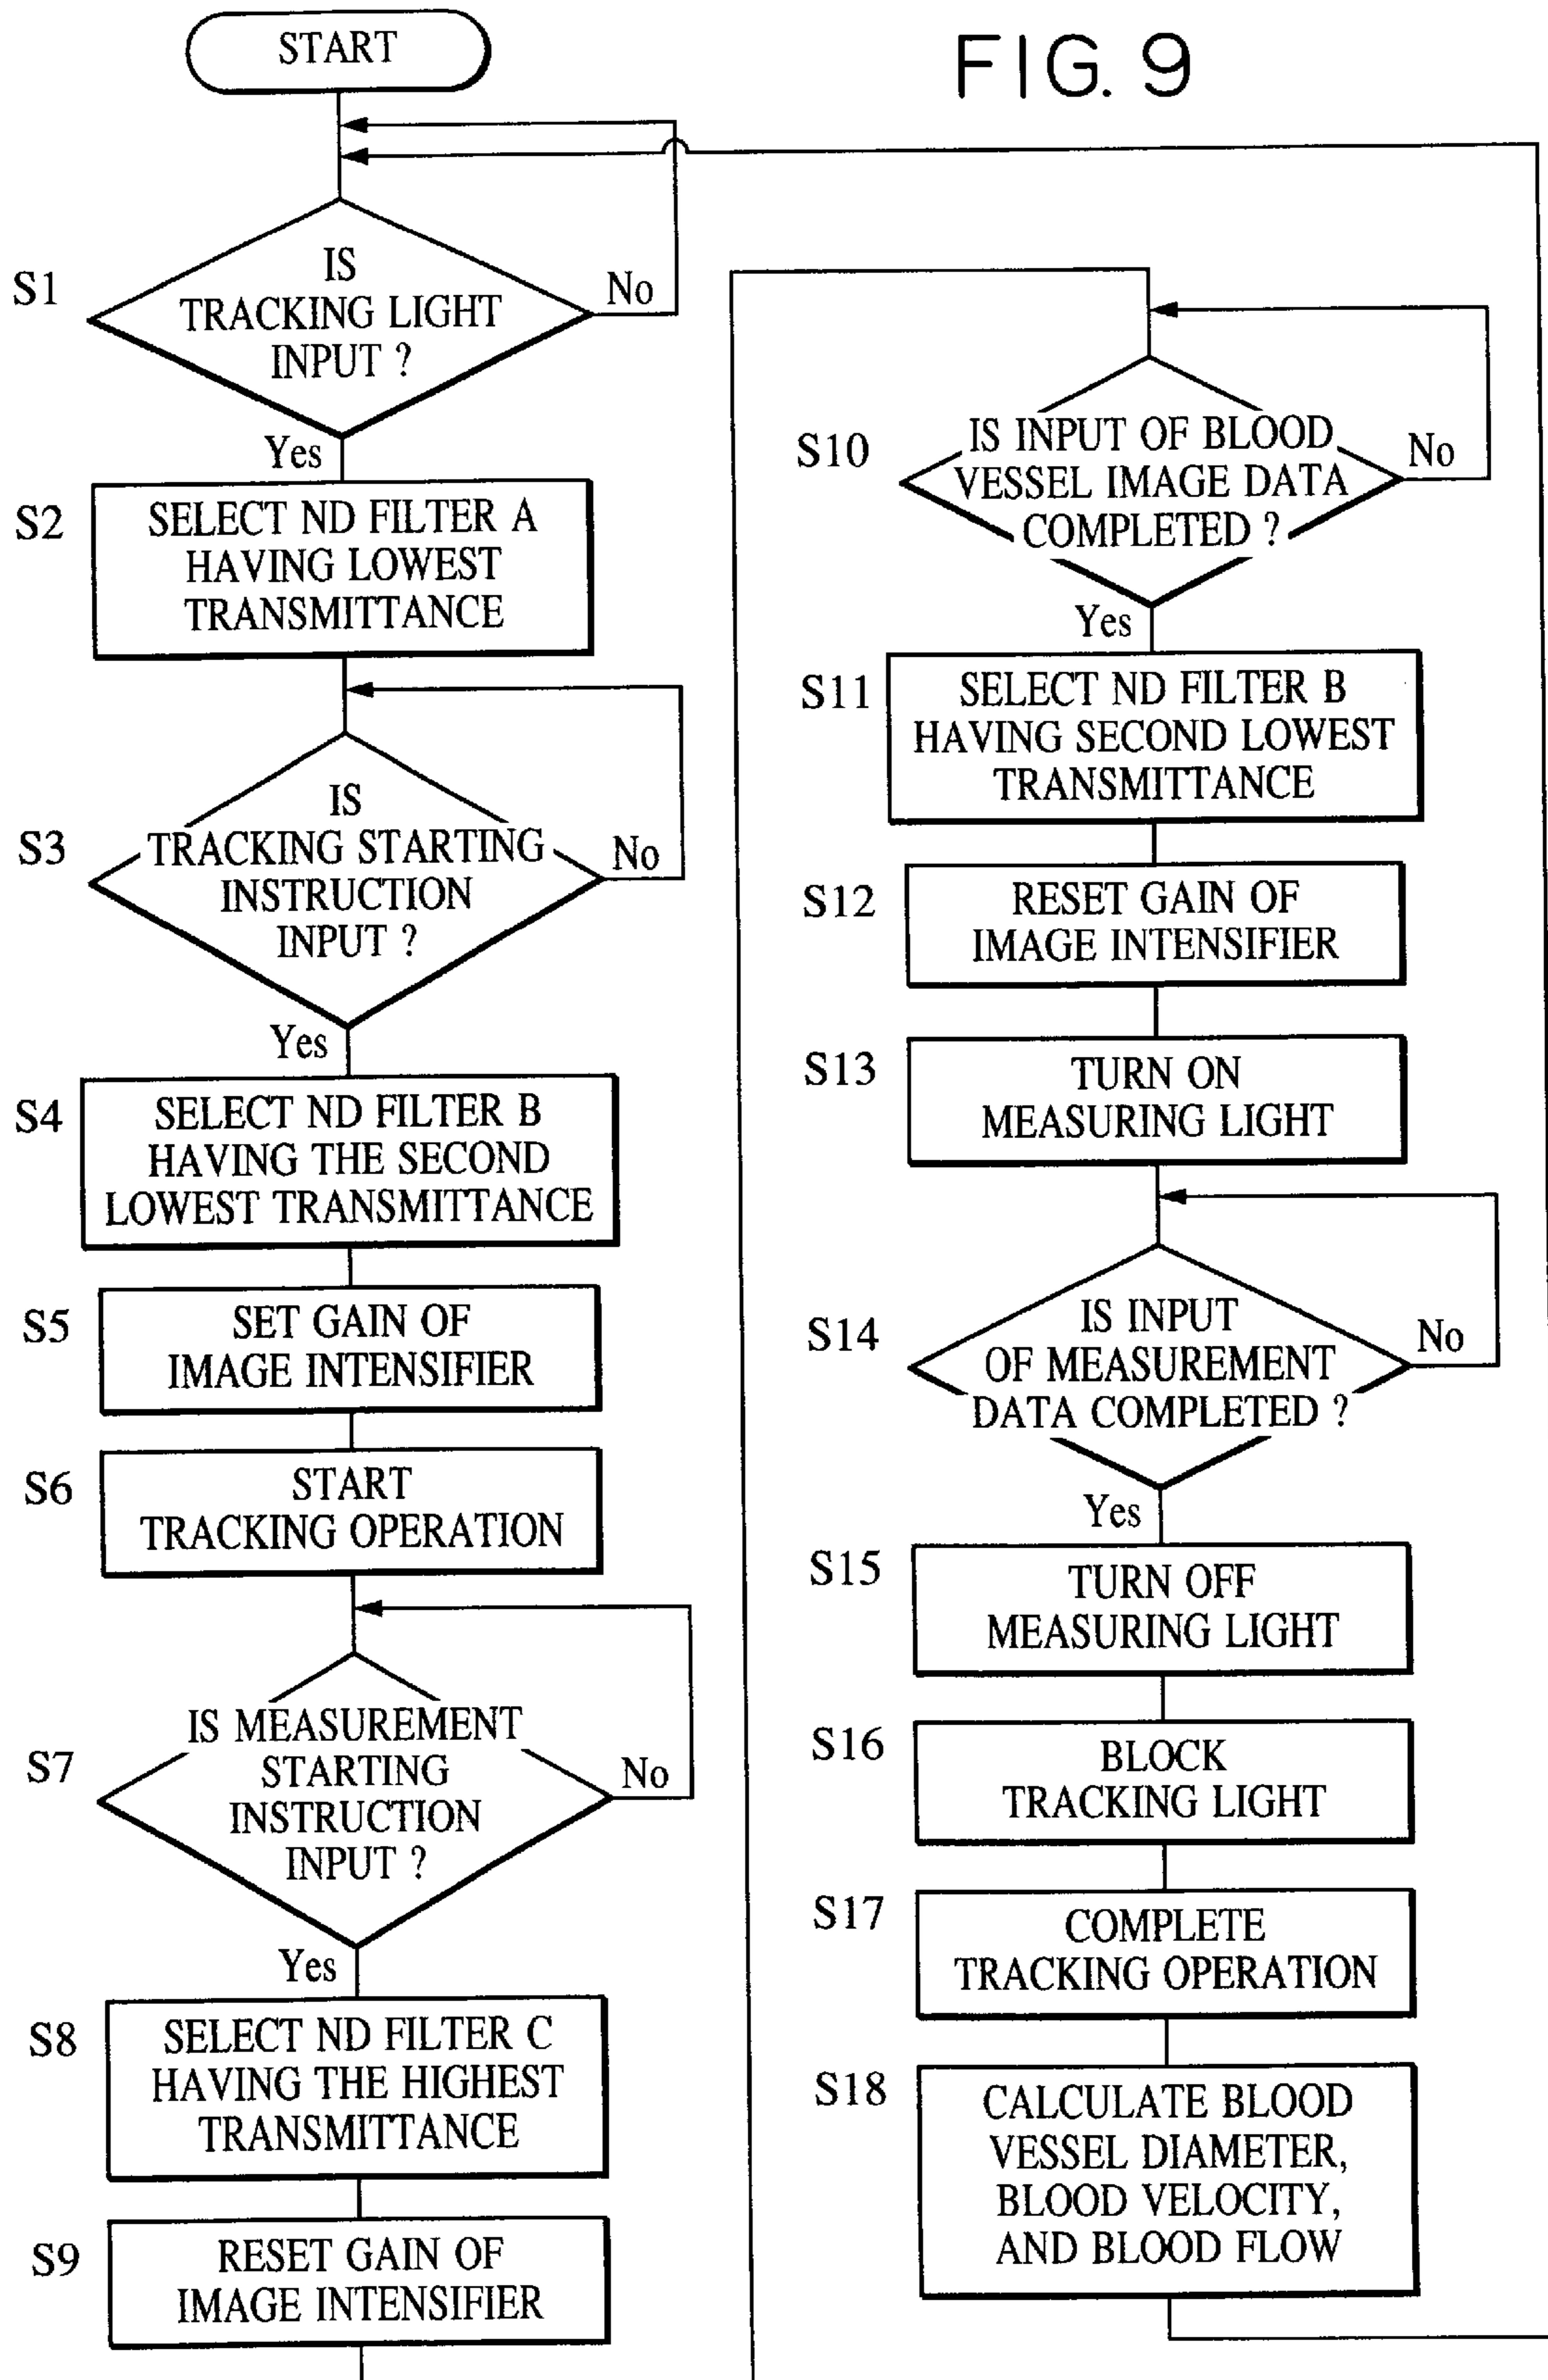 FIG. 9
START
S1
IS
TRACKING LIGHT
INPUT ?
No
Yes
S2
SELECT ND FILTER A
HAVING LOWEST
TRANSMITTANCE
S3
IS
TRACKING STARTING
INSTRUCTION
INPUT ?
No
Yes
S4
SELECT ND FILTER B
HAVING THE SECOND
LOWEST TRANSMITTANCE
S5
SET GAIN OF
IMAGE INTENSIFIER
S6
START
TRACKING OPERATION
S7
IS MEASUREMENT
STARTING
INSTRUCTION
INPUT ?
No
Yes
S8
SELECT ND FILTER C
HAVING THE HIGHEST
TRANSMITTANCE
S9
RESET GAIN OF
IMAGE INTENSIFIER
S10
IS INPUT OF BLOOD
VESSEL IMAGE DATA
COMPLETED ?
No
Yes
S11
SELECT ND FILTER B
HAVING SECOND LOWEST
TRANSMITTANCE
S12
RESET GAIN OF
IMAGE INTENSIFIER
S13
TURN ON
MEASURING LIGHT
S14
IS INPUT
OF MEASUREMENT
DATA COMPLETED ?
No
Yes
S15
TURN OFF
MEASURING LIGHT
S16
BLOCK
TRACKING LIGHT
S17
COMPLETE
TRACKING OPERATION
S18
CALCULATE BLOOD
VESSEL DIAMETER,
BLOOD VELOCITY,
AND BLOOD FLOW